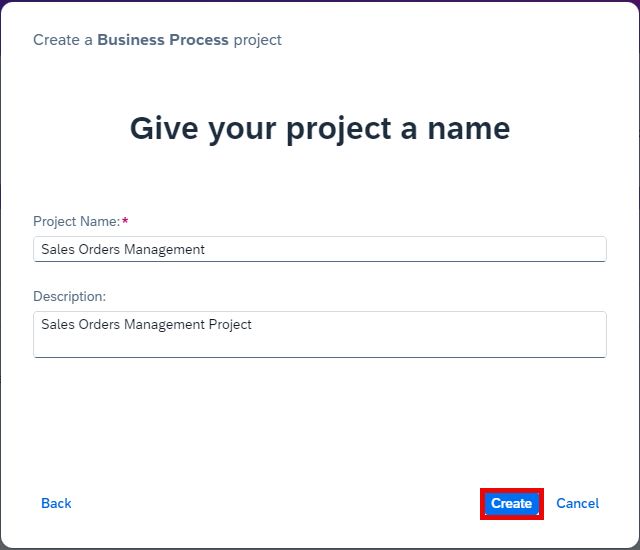 Create a Business Process project
Give your project a name
Project Name:*
Sales Orders Management
Description:
Sales Orders Management Project
Back
Create
Cancel